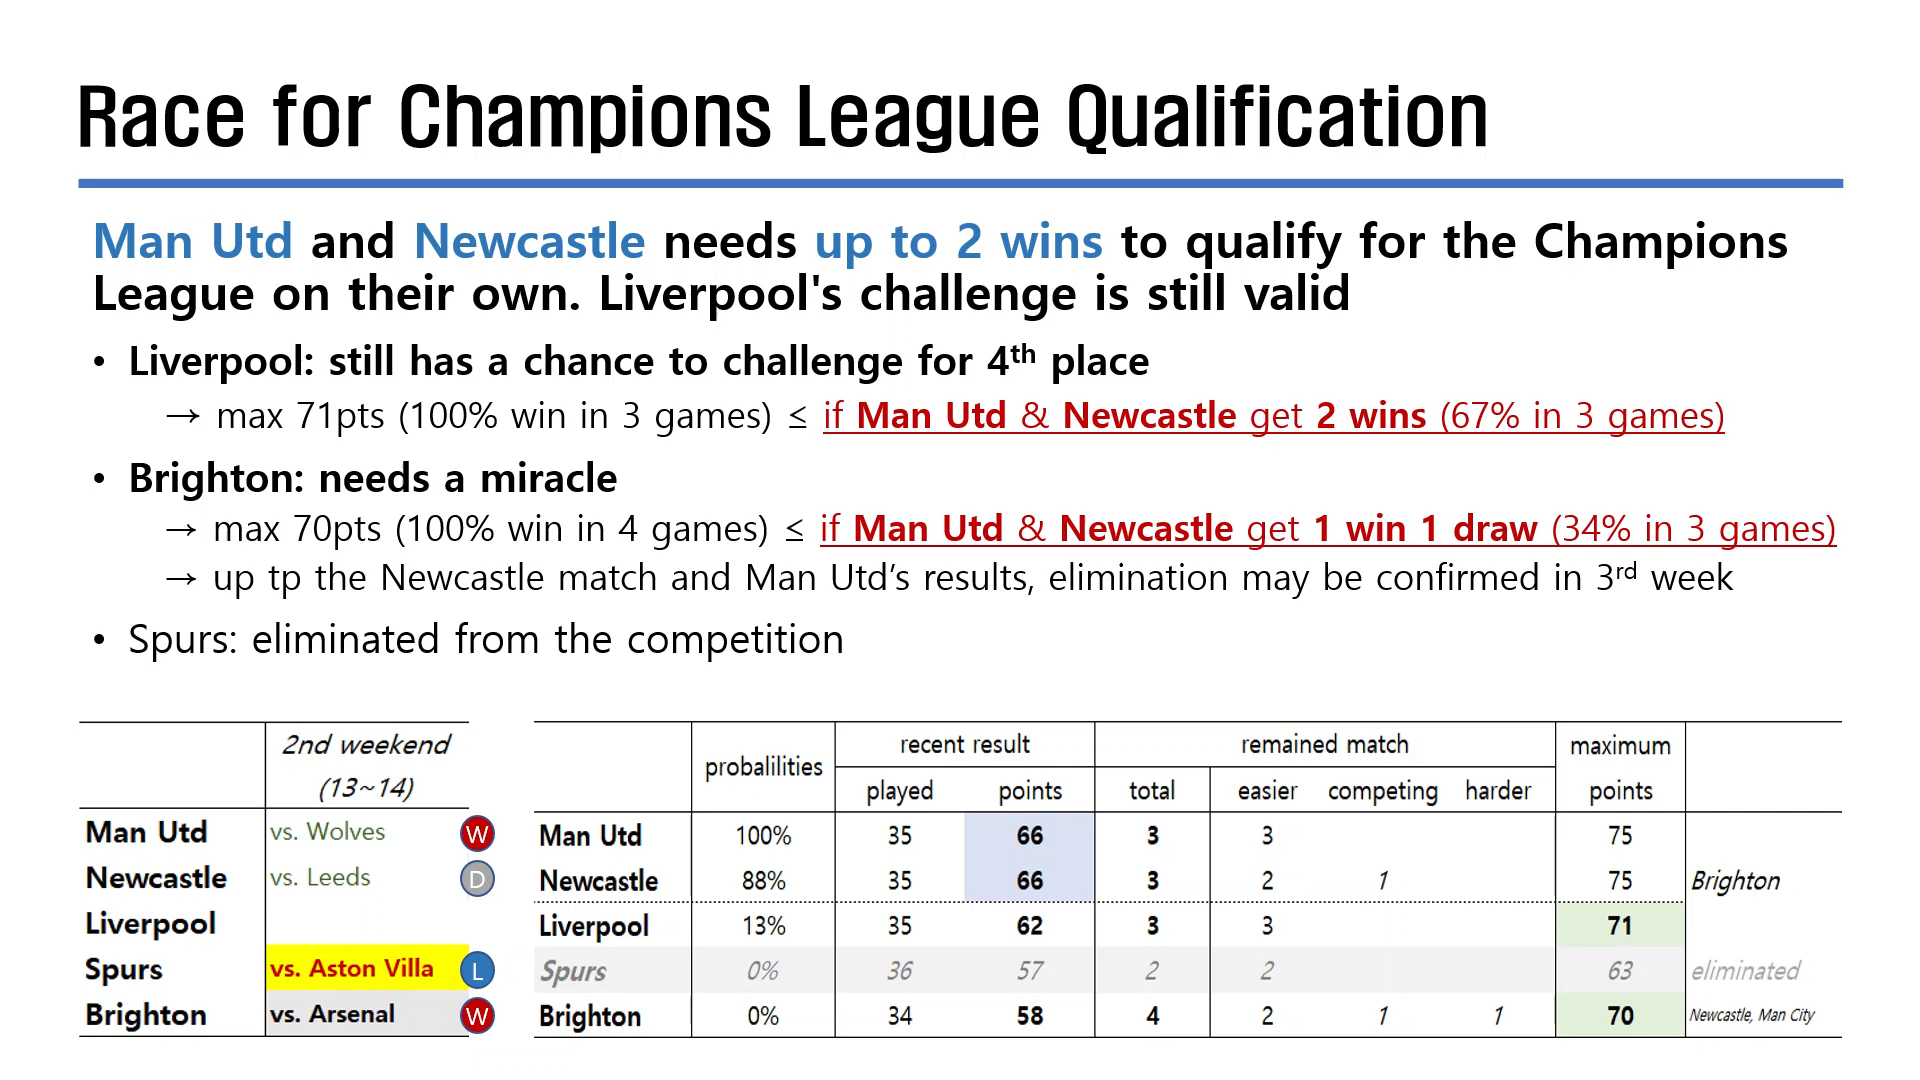 Race for Champions League Qualification
Man Utd and Newcastle needs up to 2 wins to qualify for the Champions
League on their own. Liverpool's challenge is still valid
• Liverpool: still has a chance to challenge for 4th place
→ max 71pts (100% win in 3 games) ≤ if Man Utd & Newcastle get 2 wins (67% in 3 games)
• Brighton: needs a miracle
→ max 70pts (100% win in 4 games) ≤ if Man Utd & Newcastle get 1 win 1 draw (34% in 3 games)
→ up tp the Newcastle match and Man Utd’s results, elimination may be confirmed in 3rd week
• Spurs: eliminated from the competition
2nd weekend
(13~14)
Man Utd vs. Wolves W
Newcastle vs. Leeds D
Liverpool
Spurs vs. Aston Villa L
Brighton vs. Arsenal W
probalilities recent result remained match maximum
played points total easier competing harder points
Man Utd 100% 35 66 3 3 75
Newcastle 88% 35 66 3 2 1 75 Brighton
Liverpool 13% 35 62 3 3 71
Spurs 0% 36 57 2 2 63 eliminated
Brighton 0% 34 58 4 2 1 1 70 Newcastle, Man City